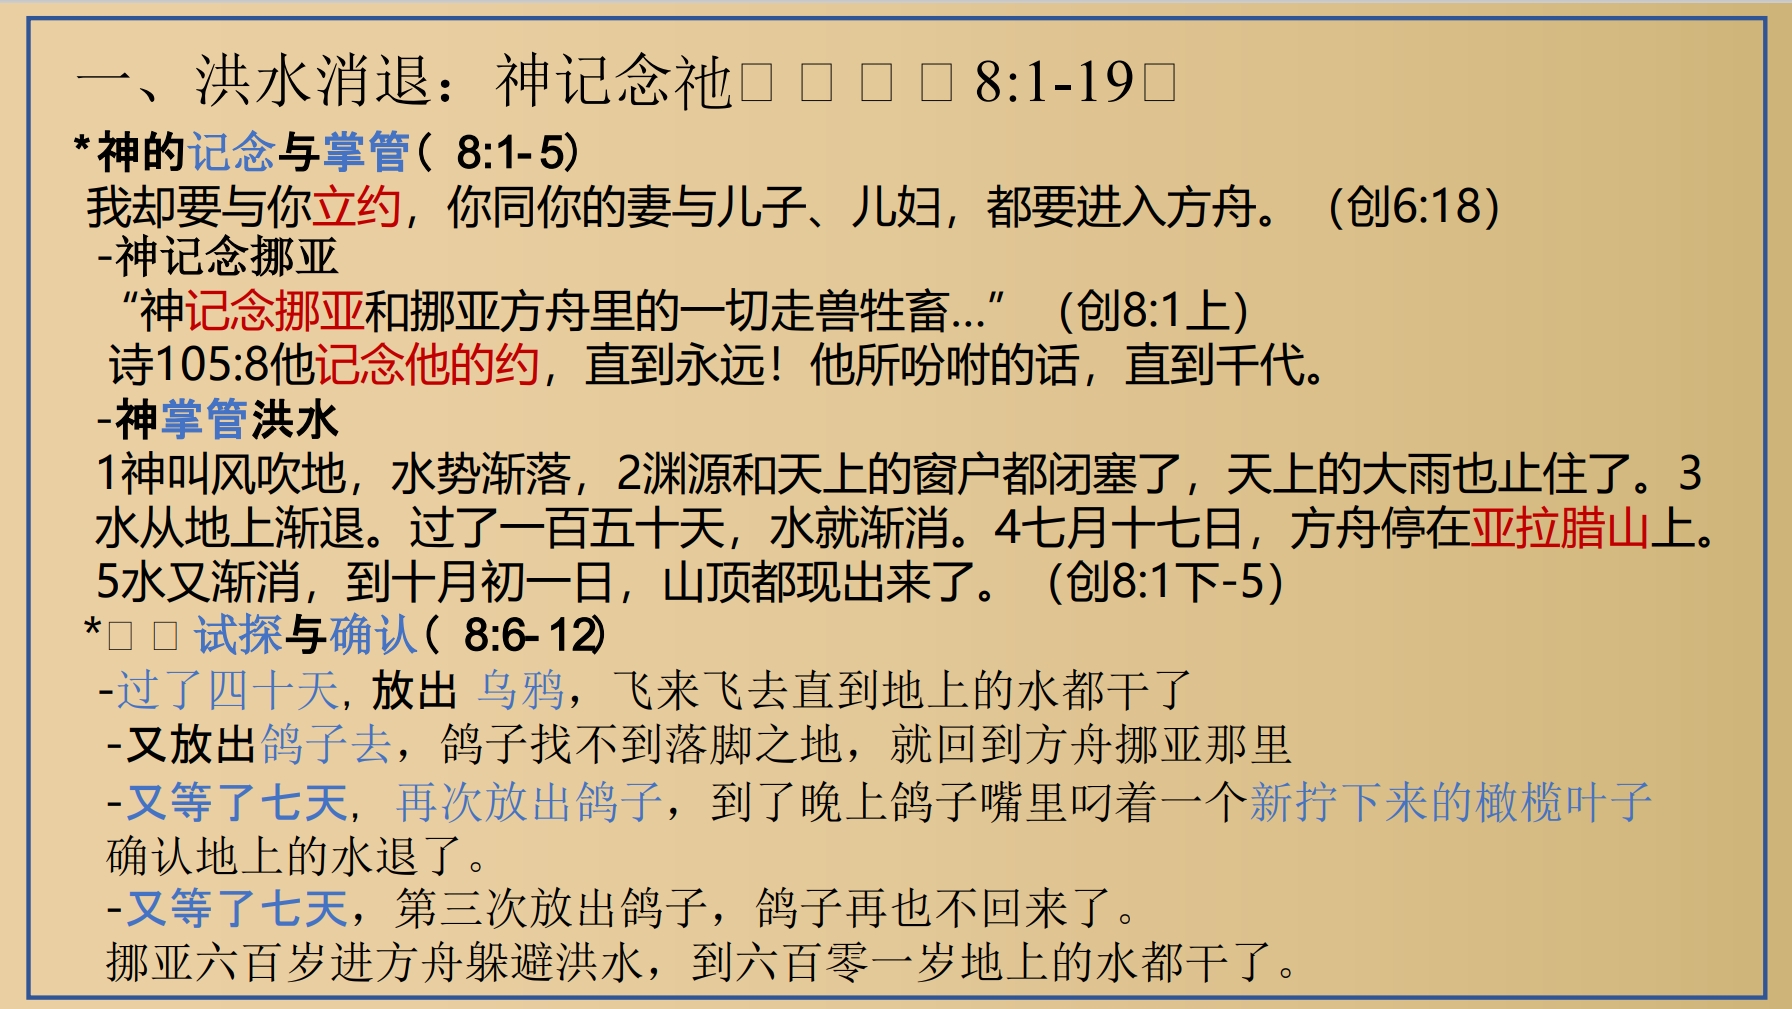 一、洪水消退：神记念祂□□□□8:1-19□
*神的记念与掌管( 8:1-5)
我却要与你立约，你同你的妻与儿子、儿妇，都要进入方舟。（创6:18）
-神记念挪亚
“神记念挪亚和挪亚方舟里的一切走兽牲畜…”（创8:1上）
诗105:8他记念他的约，直到永远！他所吩咐的话，直到千代。
-神掌管洪水
1神叫风吹地，水势渐落，2渊源和天上的窗户都闭塞了，天上的大雨也止住了。3
水从地上渐退。过了一百五十天，水就渐消。4七月十七日，方舟停在亚拉腊山上。
5水又渐消，到十月初一日，山顶都现出来了。（创8:1下-5）
*□□试探与确认( 8:6-12)
-过了四十天, 放出 乌鸦，飞来飞去直到地上的水都干了
-又放出鸽子去，鸽子找不到落脚之地，就回到方舟挪亚那里
-又等了七天, 再次放出鸽子，到了晚上鸽子嘴里叼着一个新拧下来的橄榄叶子
确认地上的水退了。
-又等了七天，第三次放出鸽子，鸽子再也不回来了。
挪亚六百岁进方舟躲避洪水，到六百零一岁地上的水都干了。